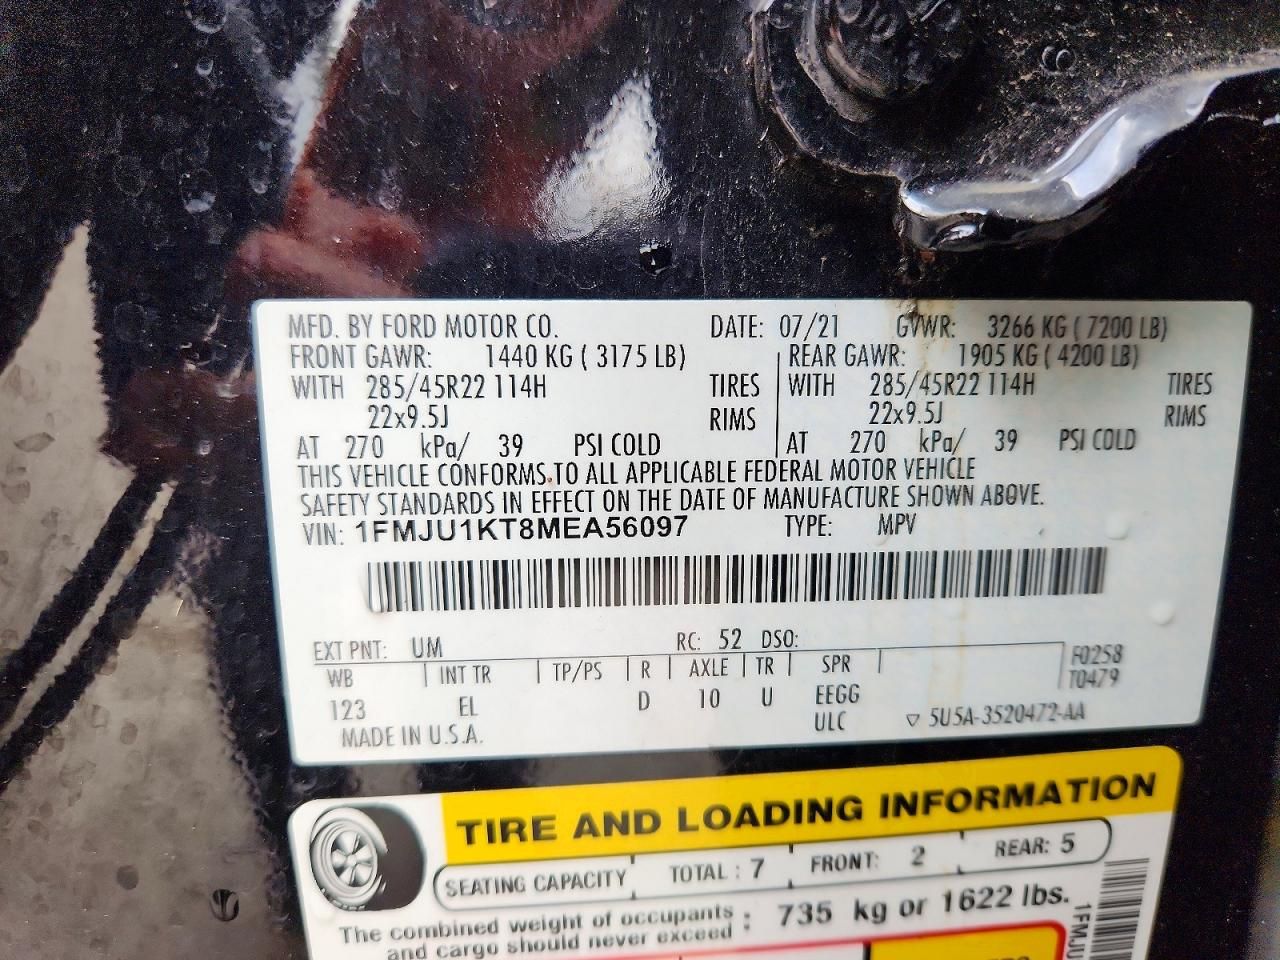 MFD. BY FORD MOTOR CO. DATE: 07/21 GVWR: 3266 KG ( 7200 LB)
FRONT GAWR: 1440 KG ( 3175 LB) REAR GAWR: 1905 KG ( 4200 LB)
WITH 285/45R22 114H TIRES WITH 285/45R22 114H TIRES
22x9.5J RIMS 22x9.5J RIMS
AT 270 kPa/ 39 PSI COLD AT 270 kPa/ 39 PSI COLD
THIS VEHICLE CONFORMS TO ALL APPLICABLE FEDERAL MOTOR VEHICLE
SAFETY STANDARDS IN EFFECT ON THE DATE OF MANUFACTURE SHOWN ABOVE.
VIN: 1FMJU1KT8MEA56097 TYPE: MPV
EXT PNT: UM RC: 52 DSO:
WB INT TR TP/PS R AXLE TR SPR F0258
T0479
123 EL D 10 U EEGG
ULC ▽ 5U5A-3520472-AA
MADE IN U.S.A.
TIRE AND LOADING INFORMATION
SEATING CAPACITY TOTAL : 7 FRONT: 2 REAR: 5
The combined weight of occupants : 735 kg or 1622 lbs.
and cargo should never exceed
1FMJU